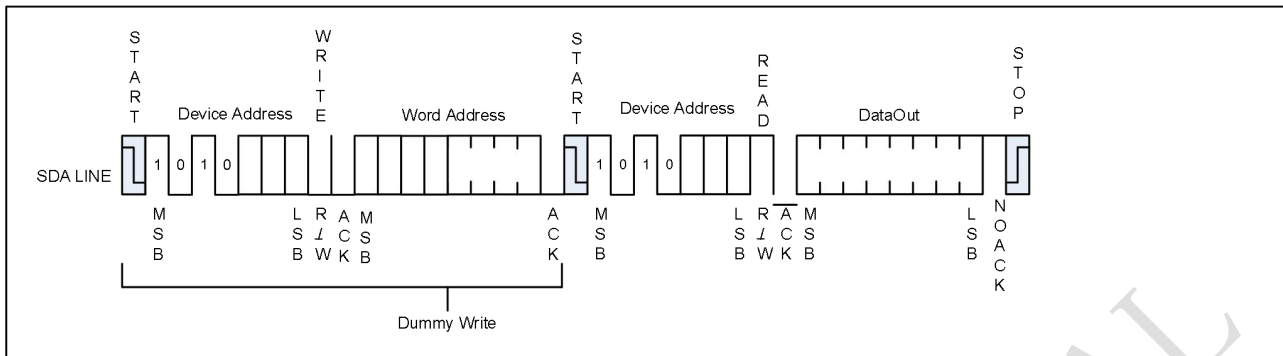 START
WRITE
START
READ
STOP
Device Address
Word Address
Device Address
DataOut
SDA LINE
1 0 1 0
1 0 1 0
MSB
LSB
R/W
ACK
MSB
ACK
MSB
LSB
R/W
ACK
MSB
LSB
NOACK
Dummy Write